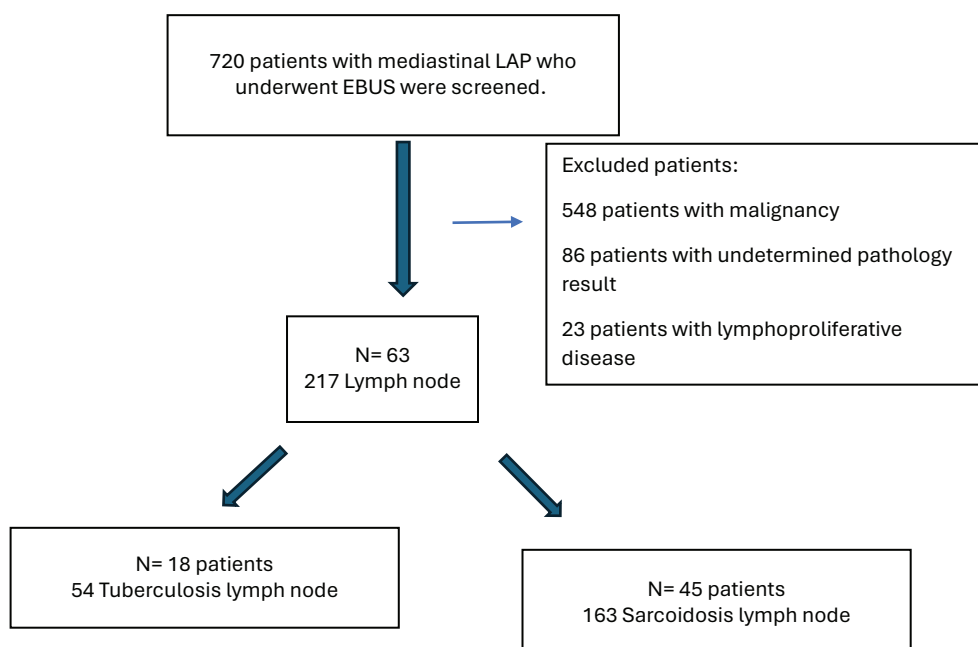 720 patients with mediastinal LAP who
underwent EBUS were screened.
Excluded patients:
548 patients with malignancy
86 patients with undetermined pathology
result
23 patients with lymphoproliferative
disease
N= 63
217 Lymph node
N= 18 patients
54 Tuberculosis lymph node
N= 45 patients
163 Sarcoidosis lymph node